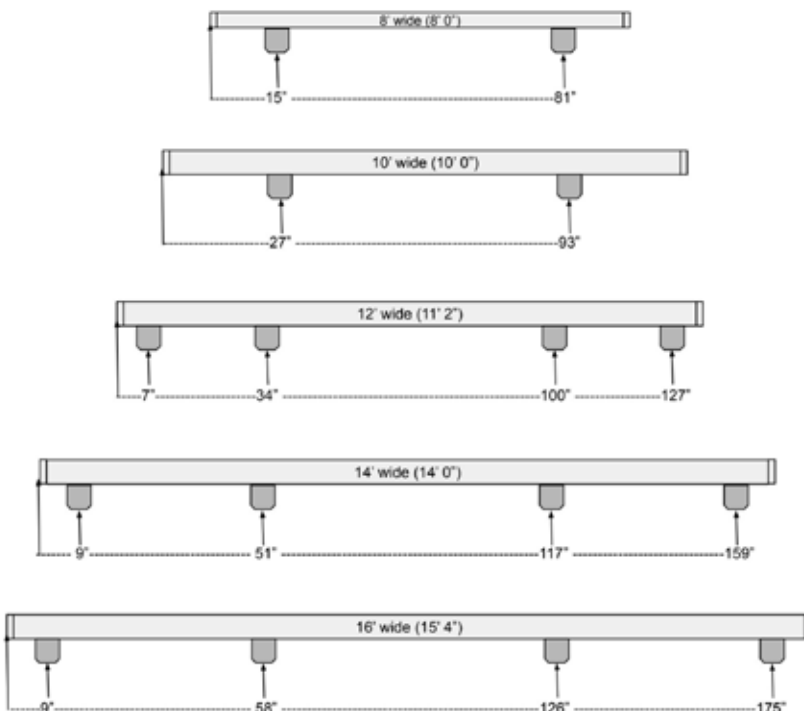 8' wide (8' 0")
15" 81"
10' wide (10' 0")
27" 93"
12' wide (11' 2")
7" 34" 100" 127"
14' wide (14' 0")
9" 51" 117" 159"
16' wide (15' 4")
9" 58" 126" 175"